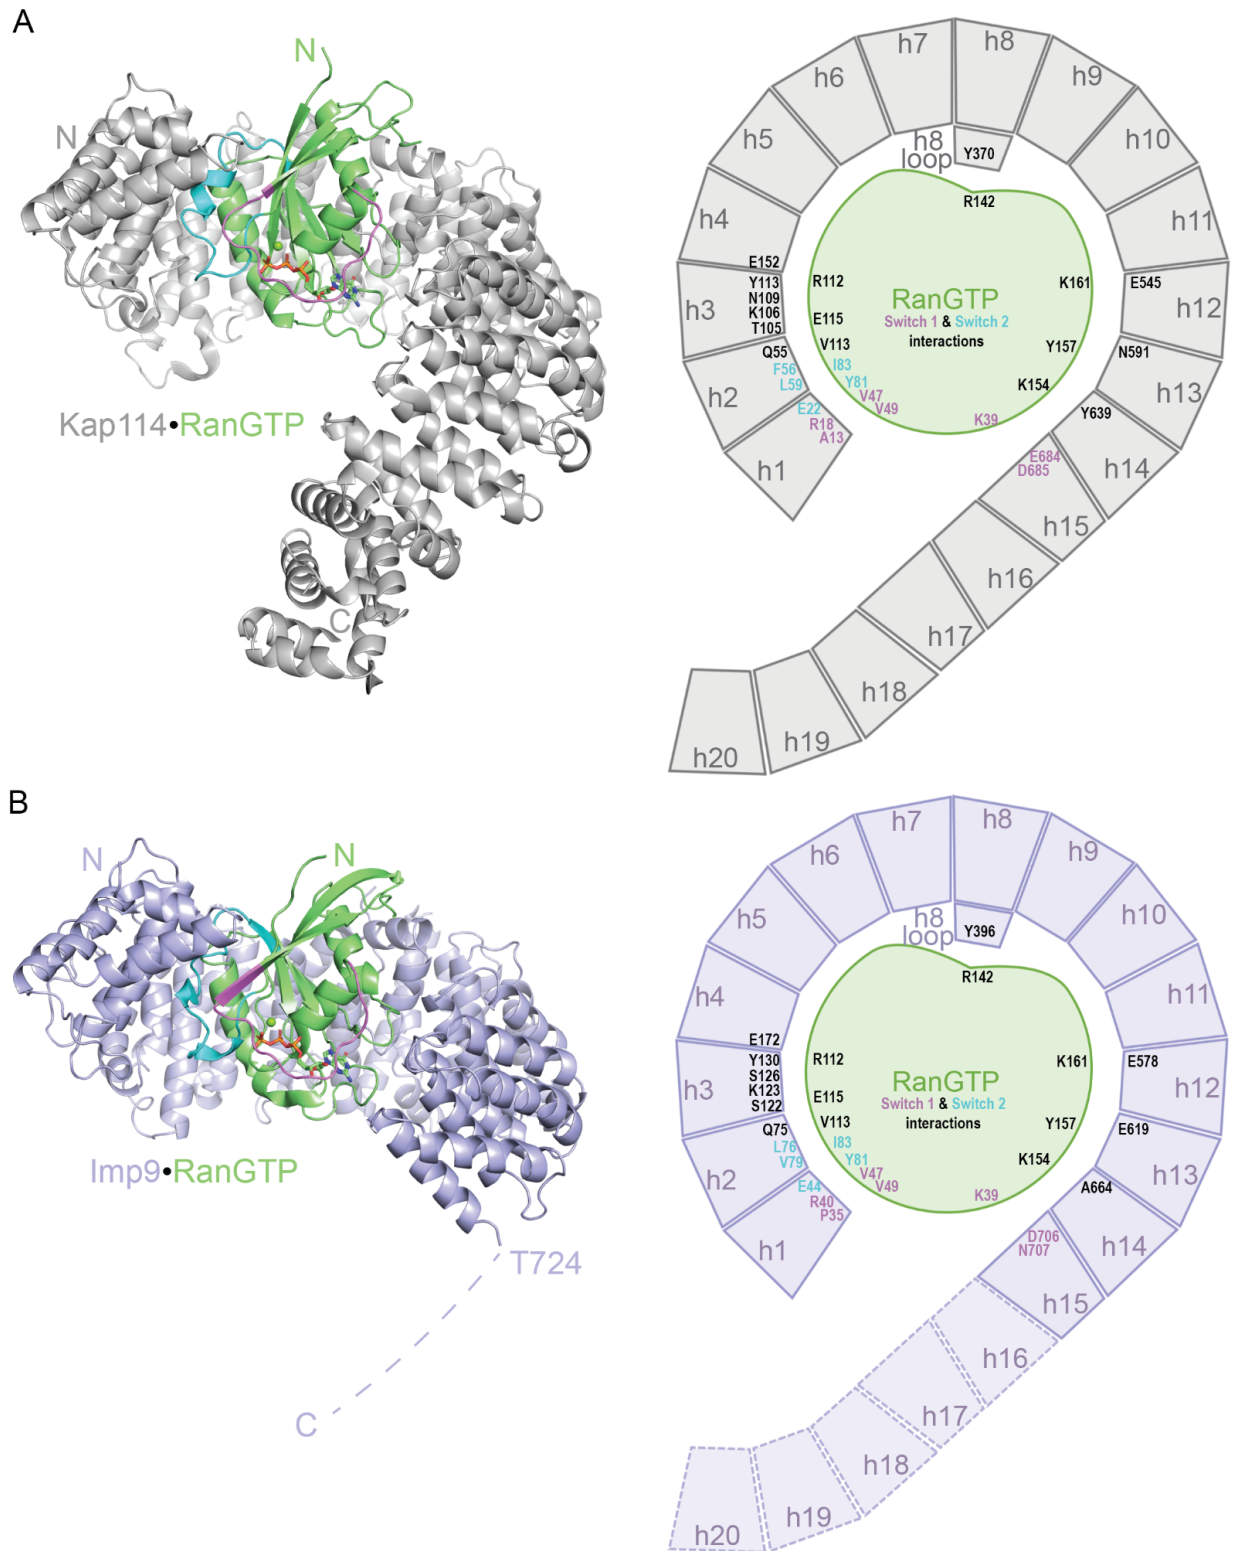 A
N
N
Kap114•RanGTP
C
h7
h8
h6
h9
h5
h10
h4
h11
h3
h12
h2
h13
h1
h14
h15
h16
h17
h18
h19
h20
h8
loop
Y370
R142
E152
Y113
N109
K106
T105
Q55
F56
L59
E22
R18
A13
R112
E115
V113
I83
Y81
V47
V49
K39
RanGTP
Switch 1 & Switch 2
interactions
K161
Y157
K154
E545
N591
Y639
E684
D685
B
N
N
Imp9•RanGTP
T724
C
h7
h8
h6
h9
h5
h10
h4
h11
h3
h12
h2
h13
h1
h14
h15
h16
h17
h18
h19
h20
h8
loop
Y396
R142
E172
Y130
S126
K123
S122
Q75
L76
V79
E44
R40
P35
R112
E115
V113
I83
Y81
V47
V49
K39
RanGTP
Switch 1 & Switch 2
interactions
K161
Y157
K154
E578
E619
A664
D706
N707